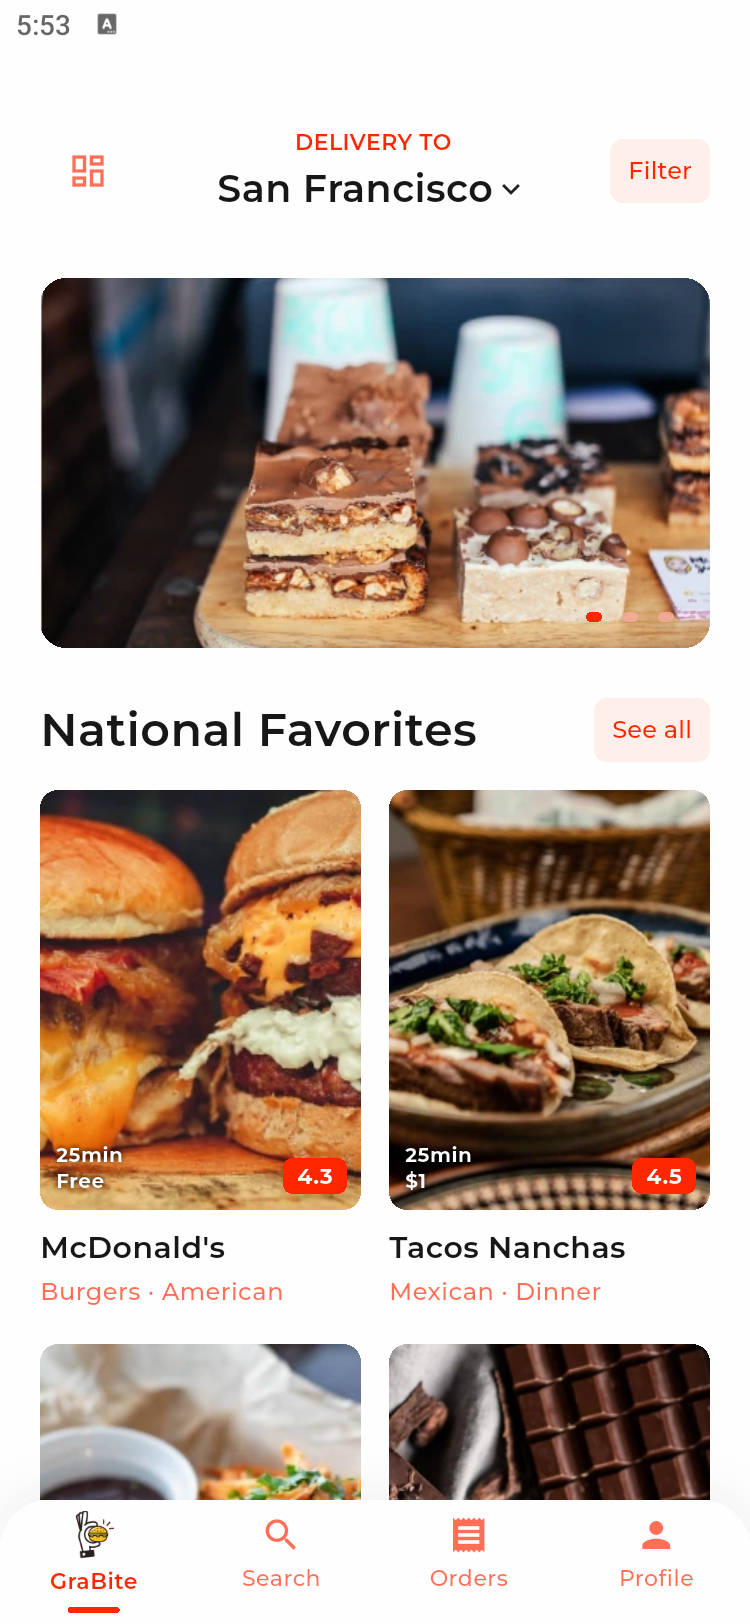 5:53
DELIVERY TO
San Francisco
Filter
National Favorites
See all
25min
Free
4.3
25min
$1
4.5
McDonald's
Tacos Nanchas
Burgers · American
Mexican · Dinner
GraBite
Search
Orders
Profile